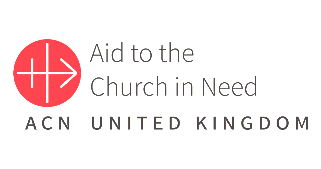 Aid to the
Church in Need
ACN UNITED KINGDOM